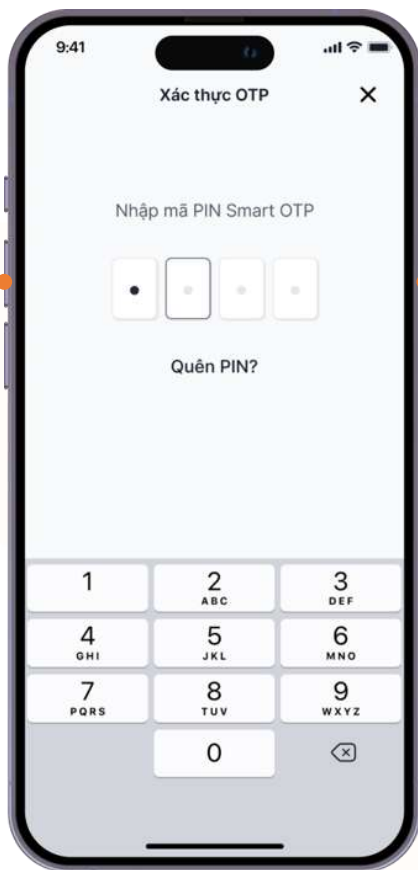 9:41
Xác thực OTP
Nhập mã PIN Smart OTP
Quên PIN?
1
2
3
ABC
DEF
4
5
6
GHI
JKL
MNO
7
8
9
PQRS
TUV
WXYZ
0